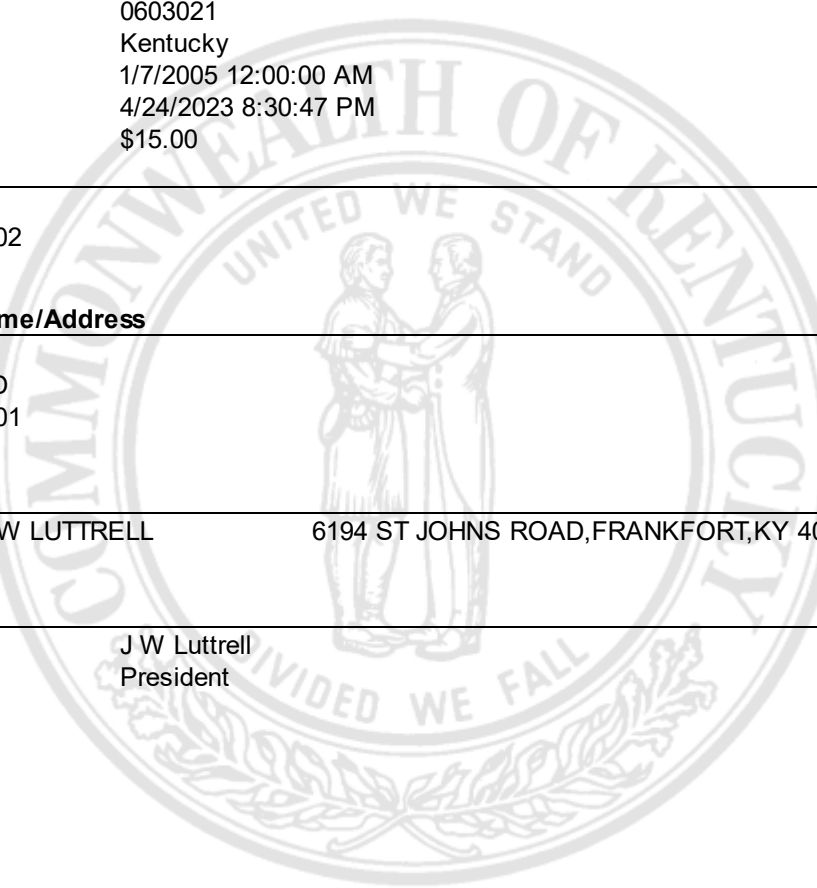 0603021
Kentucky
1/7/2005 12:00:00 AM
4/24/2023 8:30:47 PM
$15.00
02
me/Address
D
01
W LUTTRELL 6194 ST JOHNS ROAD,FRANKFORT,KY 40
J W Luttrell
President
COMMONWEALTH OF KENTUCKY
UNITED WE STAND
DIVIDED WE FALL